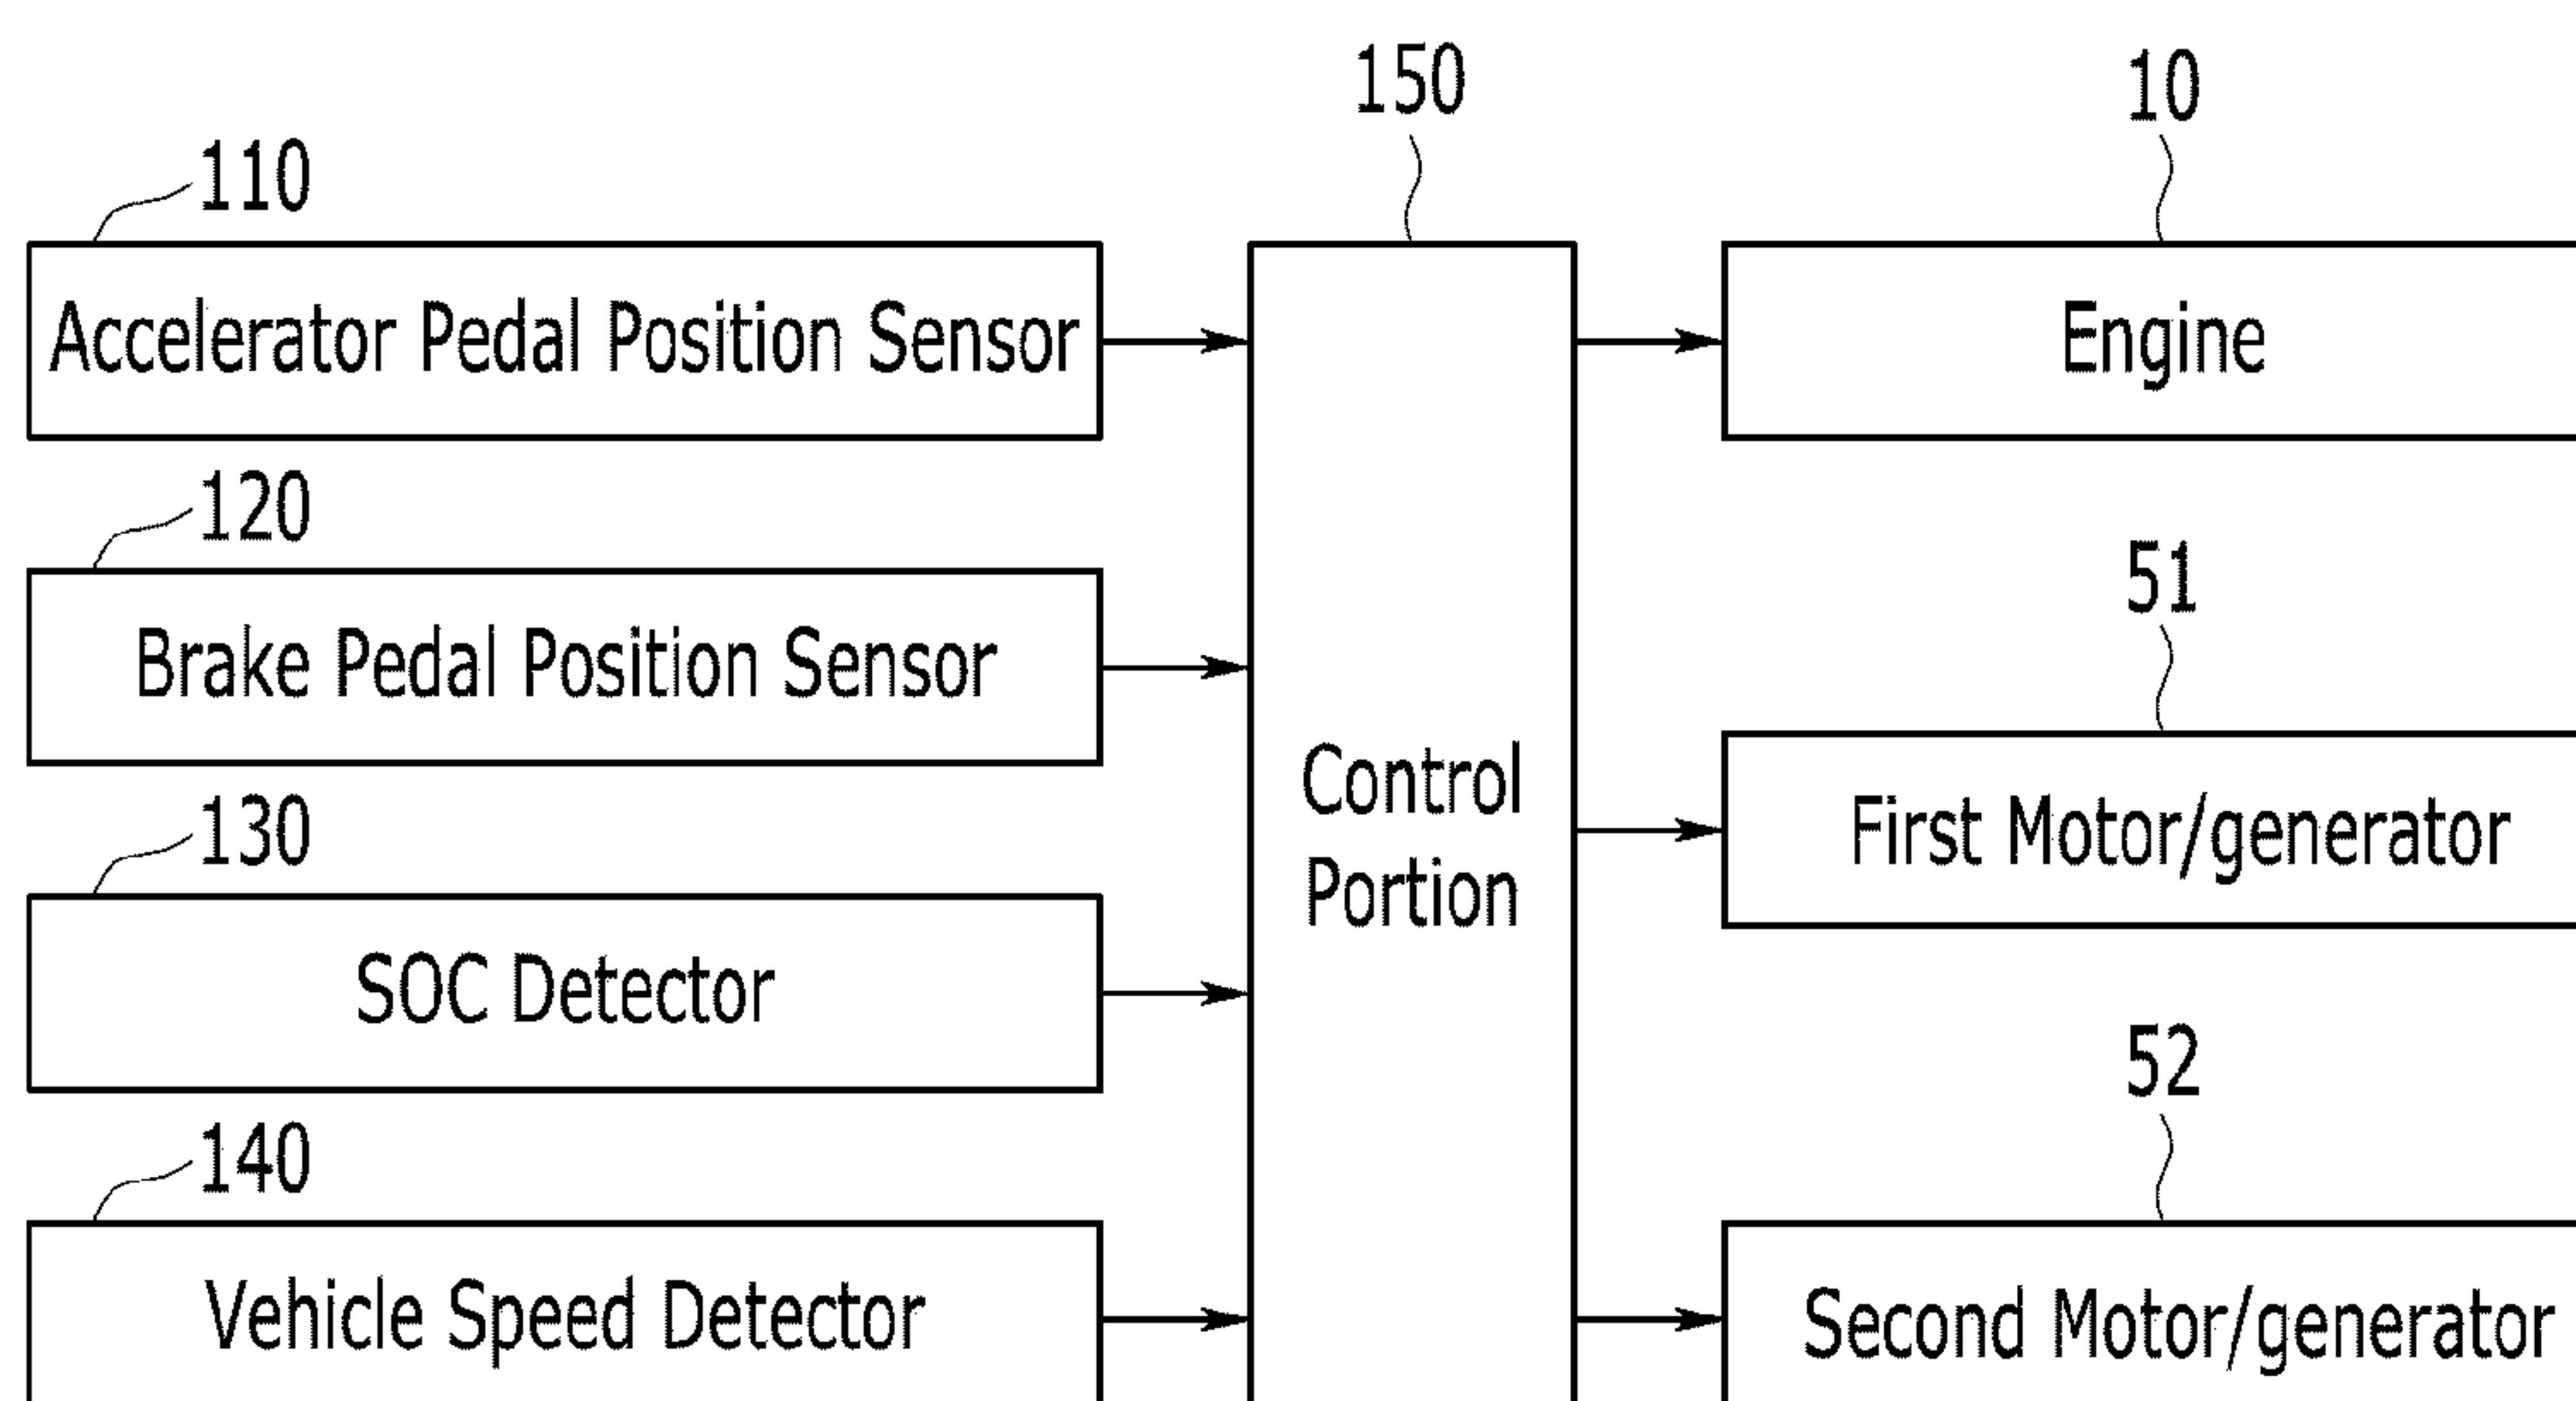 150
10
110
Accelerator Pedal Position Sensor
Engine
120
Brake Pedal Position Sensor
51
Control
Portion
First Motor/generator
130
SOC Detector
52
140
Vehicle Speed Detector
Second Motor/generator